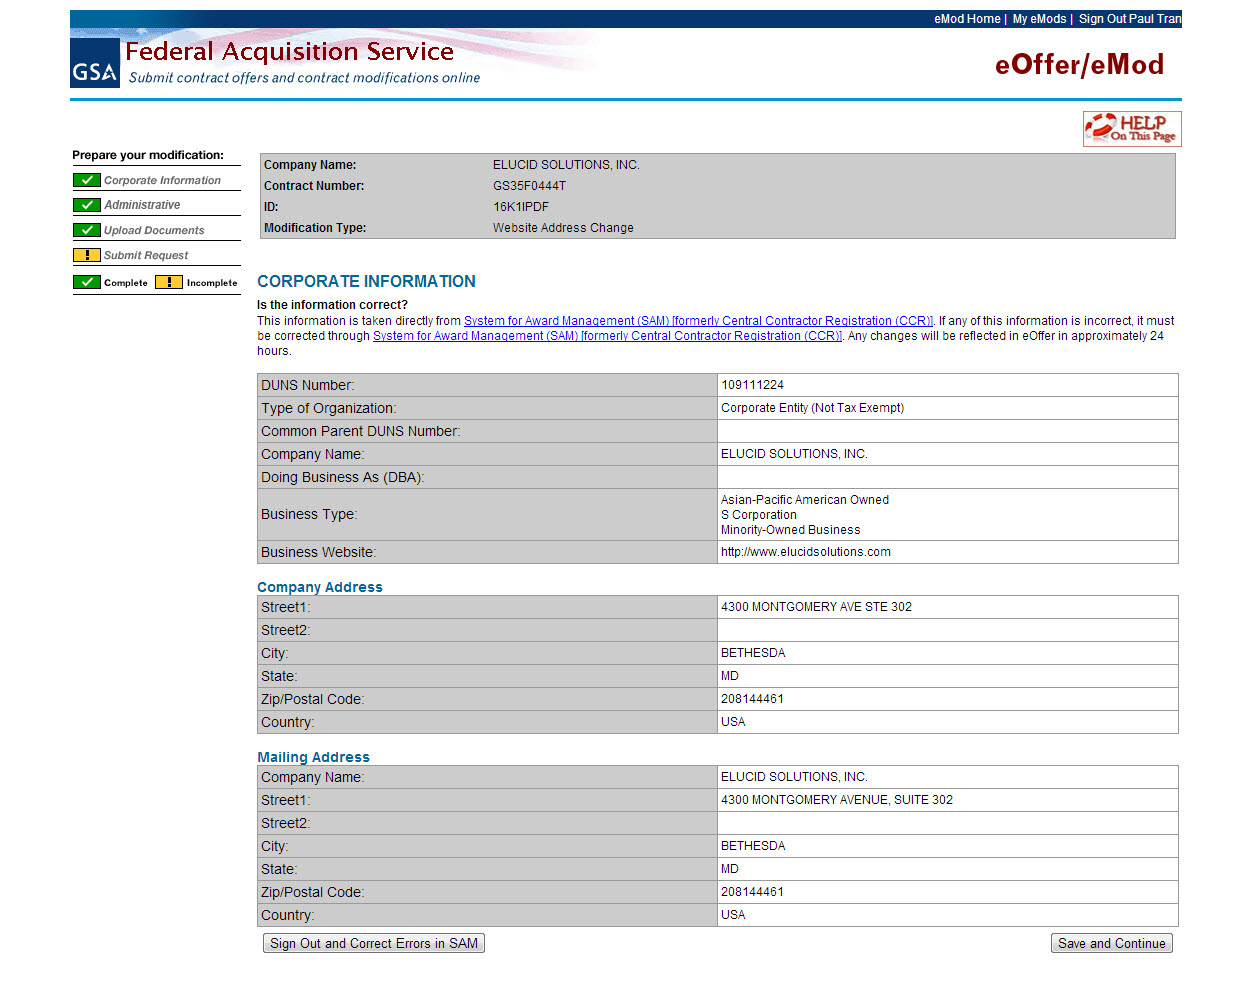 eMod Home | My eMods | Sign Out Paul Tran
GSA
Federal Acquisition Service
Submit contract offers and contract modifications online
eOffer/eMod
HELP
On This Page
Prepare your modification:
Corporate Information
Administrative
Upload Documents
Submit Request
Complete ! Incomplete
Company Name: ELUCID SOLUTIONS, INC.
Contract Number: GS35F0444T
ID: 16K1IPDF
Modification Type: Website Address Change
CORPORATE INFORMATION
Is the information correct?
This information is taken directly from System for Award Management (SAM) [formerly Central Contractor Registration (CCR)]. If any of this information is incorrect, it must
be corrected through System for Award Management (SAM) [formerly Central Contractor Registration (CCR)]. Any changes will be reflected in eOffer in approximately 24
hours.
DUNS Number: 109111224
Type of Organization: Corporate Entity (Not Tax Exempt)
Common Parent DUNS Number:
Company Name: ELUCID SOLUTIONS, INC.
Doing Business As (DBA):
Business Type: Asian-Pacific American Owned
S Corporation
Minority-Owned Business
Business Website: http://www.elucidsolutions.com
Company Address
Street1: 4300 MONTGOMERY AVE STE 302
Street2:
City: BETHESDA
State: MD
Zip/Postal Code: 208144461
Country: USA
Mailing Address
Company Name: ELUCID SOLUTIONS, INC.
Street1: 4300 MONTGOMERY AVENUE, SUITE 302
Street2:
City: BETHESDA
State: MD
Zip/Postal Code: 208144461
Country: USA
Sign Out and Correct Errors in SAM Save and Continue